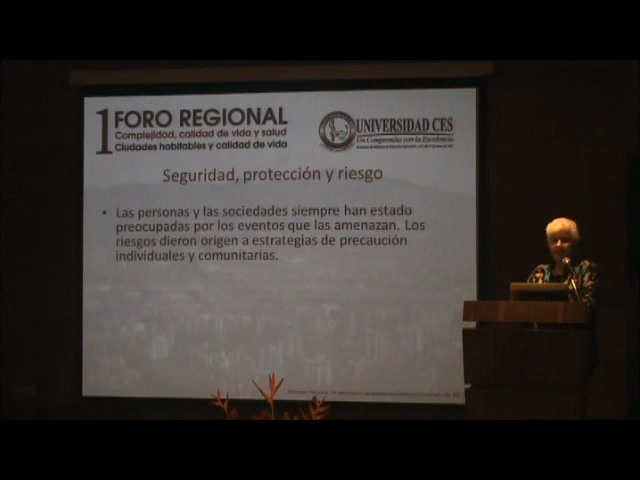 1 FORO REGIONAL
Complejidad, calidad de vida y salud
Ciudades habitables y calidad de vida
UNIVERSIDAD CES
Un Compromiso con la Excelencia
Seguridad, protección y riesgo
• Las personas y las sociedades siempre han estado
preocupadas por los eventos que las amenazan. Los
riesgos dieron origen a estrategias de precaución
individuales y comunitarias.